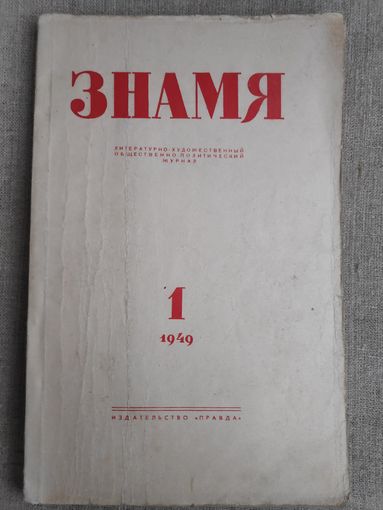 ЗНАМЯ
ЛИТЕРАТУРНО-ХУДОЖЕСТВЕННЫЙ
ОБЩЕСТВЕННО-ПОЛИТИЧЕСКИЙ
ЖУРНАЛ
1
1949
ИЗДАТЕЛЬСТВО «ПРАВДА»